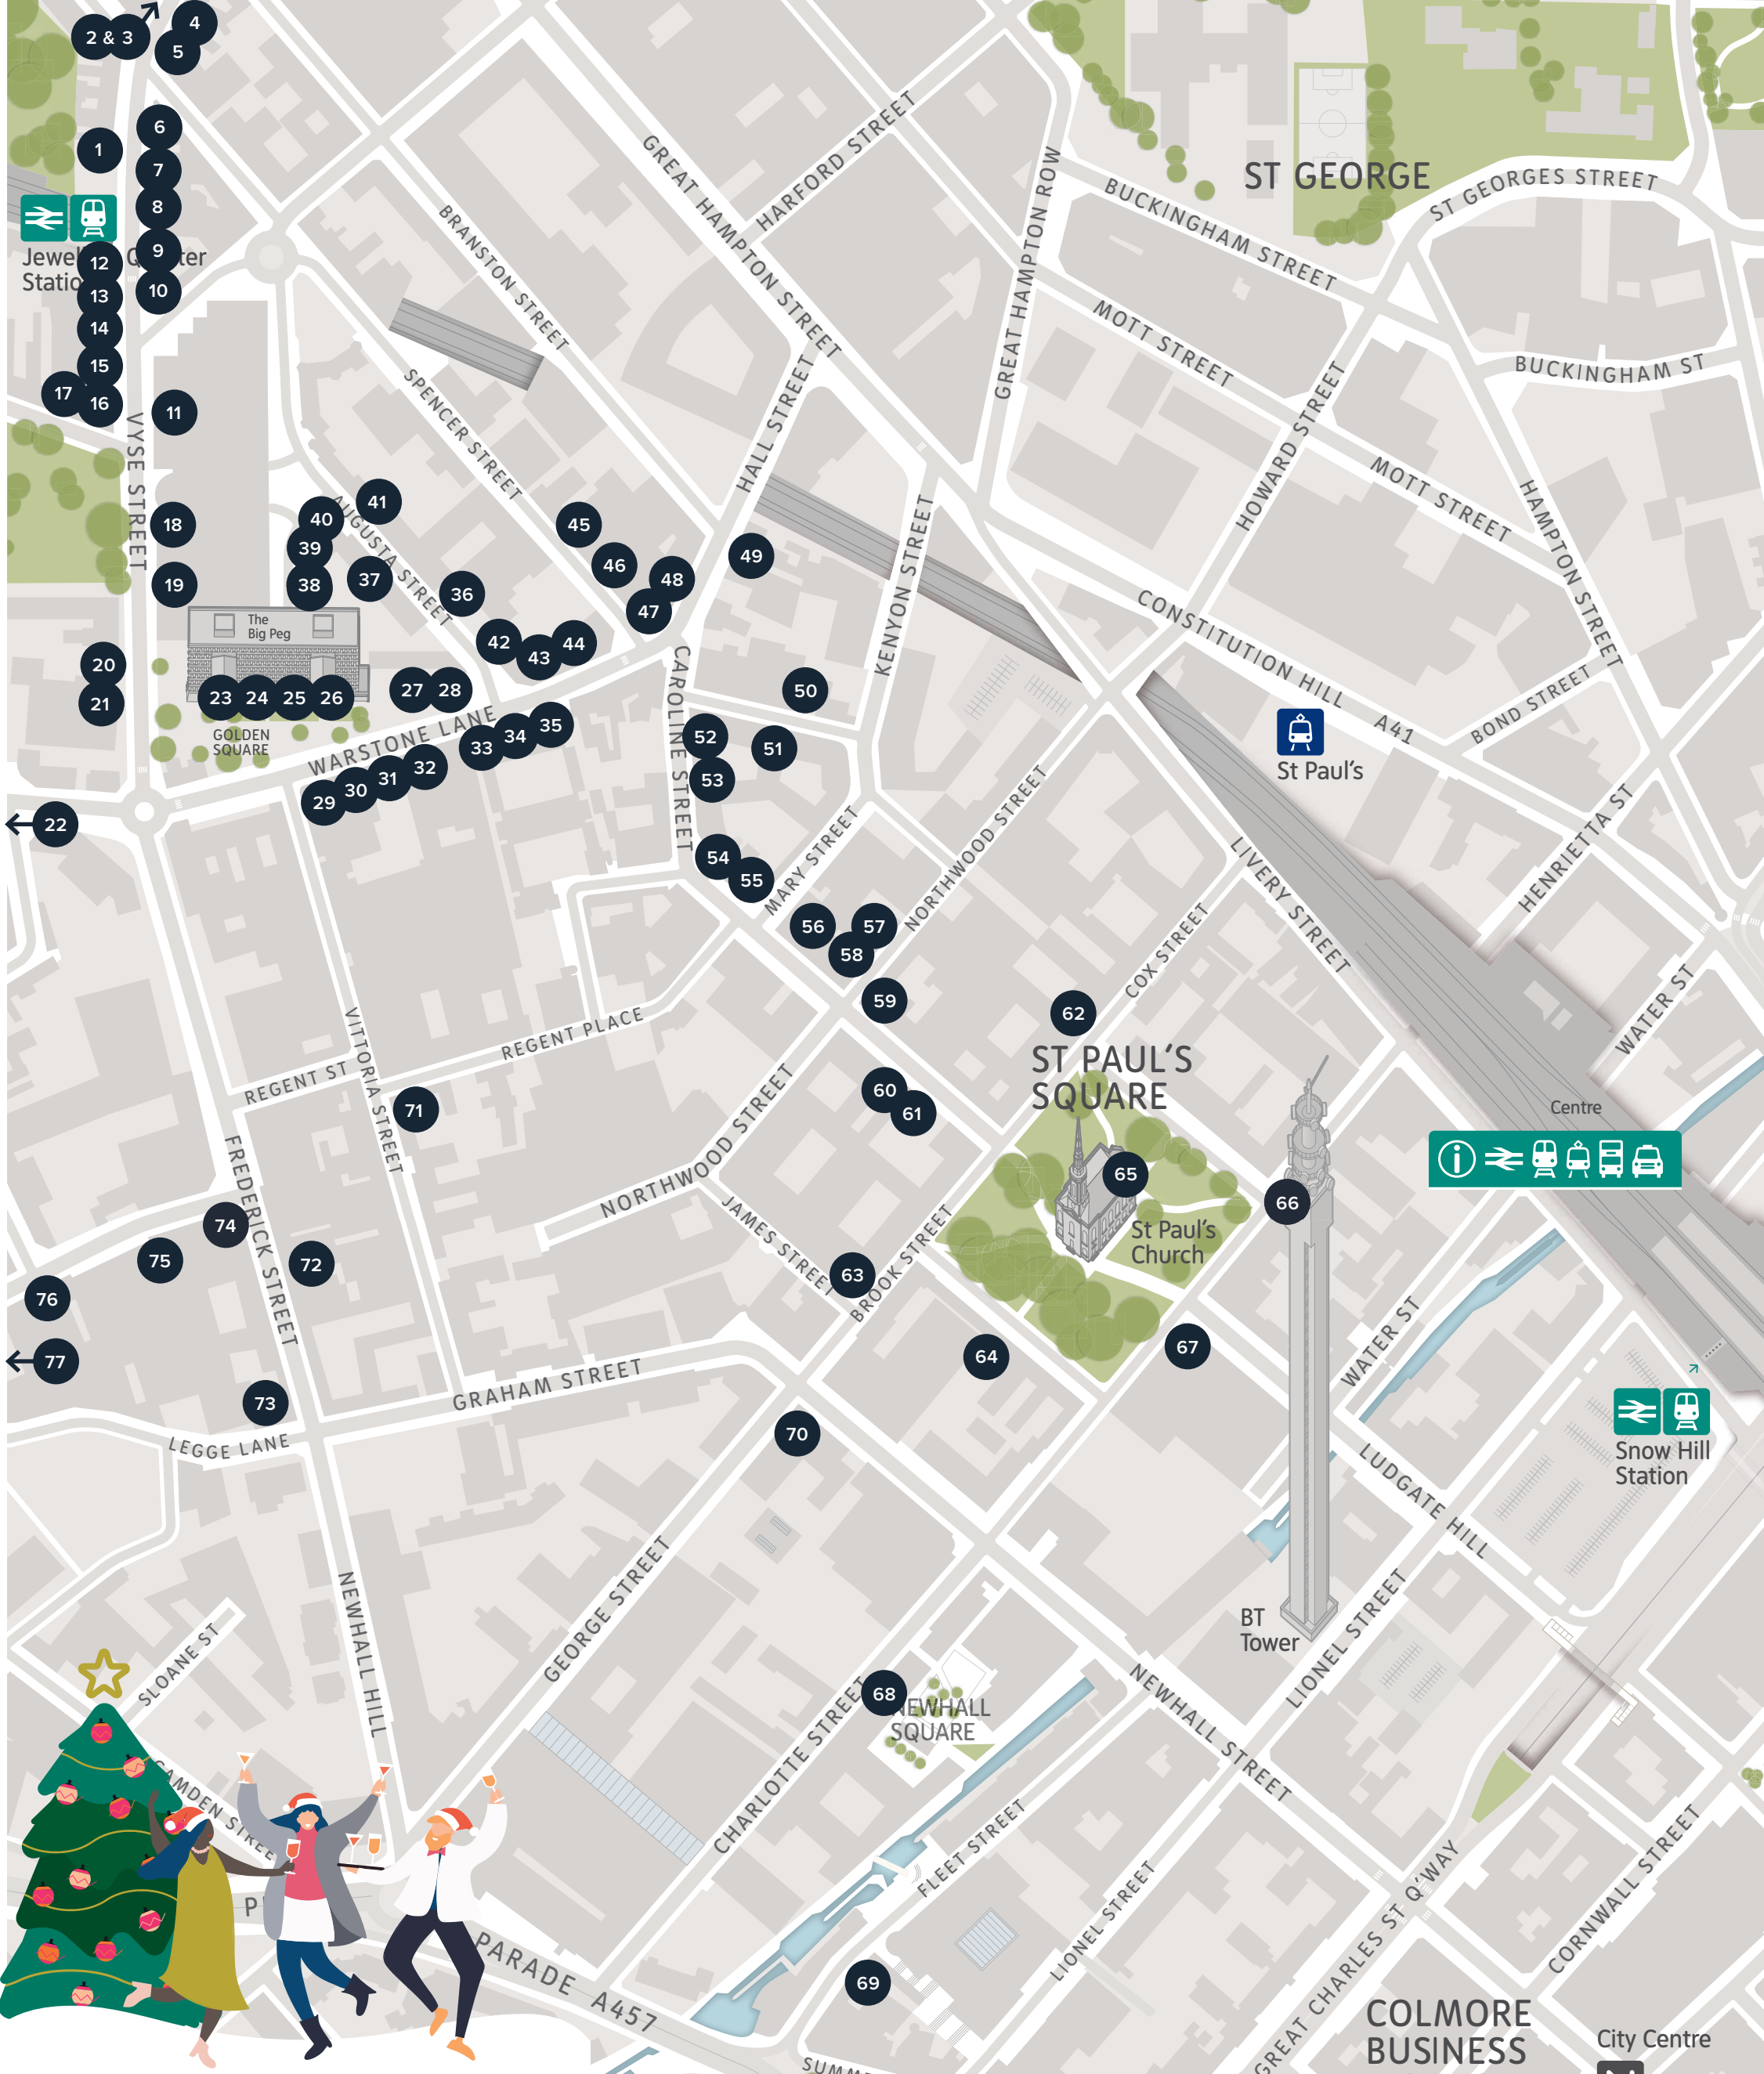 2 & 3
4
5
6
1
7
8
9
Jewel
Q
ter
Statio
12
13
10
14
15
17
16
11
VYSE STREET
18
19
20
21
22
GREAT HAMPTON STREET
HARFORD STREET
BRANSTON STREET
SPENCER STREET
HALL STREET
GREAT HAMPTON ROW
BUCKINGHAM STREET
ST GEORGE
ST GEORGES STREET
MOTT STREET
BUCKINGHAM ST
HOWARD STREET
MOTT STREET
HAMPTON STREET
KENYON STREET
CONSTITUTION HILL
A41
BOND STREET
St Paul's
HENRIETTA ST
LIVERY STREET
WATER ST
41
40
AUGUSTA STREET
39
38
37
36
45
46
48
47
49
42
43
44
The
Big Peg
23
24
25
26
27
28
GOLDEN
SQUARE
WARSTONE LANE
29
30
31
32
33
34
35
CAROLINE STREET
50
51
52
53
54
55
MARY STREET
NORTHWOOD STREET
56
57
58
59
COX STREET
62
ST PAUL'S
SQUARE
60
61
65
St Paul's
Church
66
Centre
VITTORIA STREET
REGENT PLACE
REGENT ST
71
NORTHWOOD STREET
JAMES STREET
63
BROOK STREET
64
67
FREDERICK STREET
74
75
72
76
77
73
LEGGE LANE
GRAHAM STREET
70
WATER ST
Snow Hill
Station
LUDGATE HILL
BT
Tower
LIONEL STREET
NEWHALL HILL
GEORGE STREET
SLOANE ST
CAMDEN STREE
CHARLOTTE STREET
68
NEWHALL
SQUARE
NEWHALL STREET
FLEET STREET
LIONEL STREET
69
P
PARADE
A457
SUMM
GREAT CHARLES ST Q'WAY
CORNWALL STREET
COLMORE
BUSINESS
City Centre